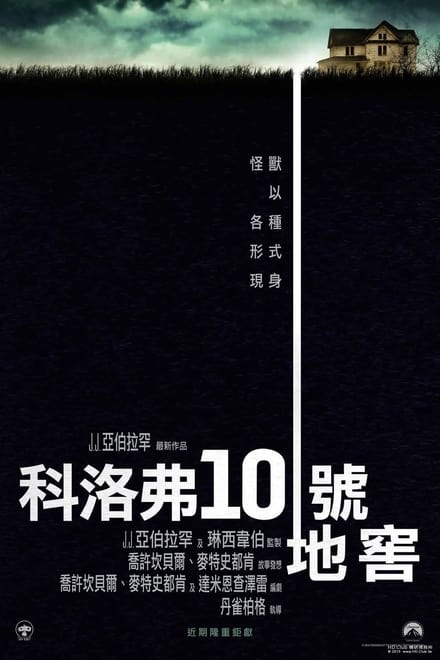 怪獸
以
各種
形式
現身
J.J.亞伯拉罕 最新作品
科洛弗10號
地窖
J.J.亞伯拉罕 及 琳西韋伯 監製
喬許坎貝爾、麥特史都肯 故事發想
喬許坎貝爾、麥特史都肯 及 達米恩查澤雷 編劇
丹雀柏格 執導
近期隆重鉅獻